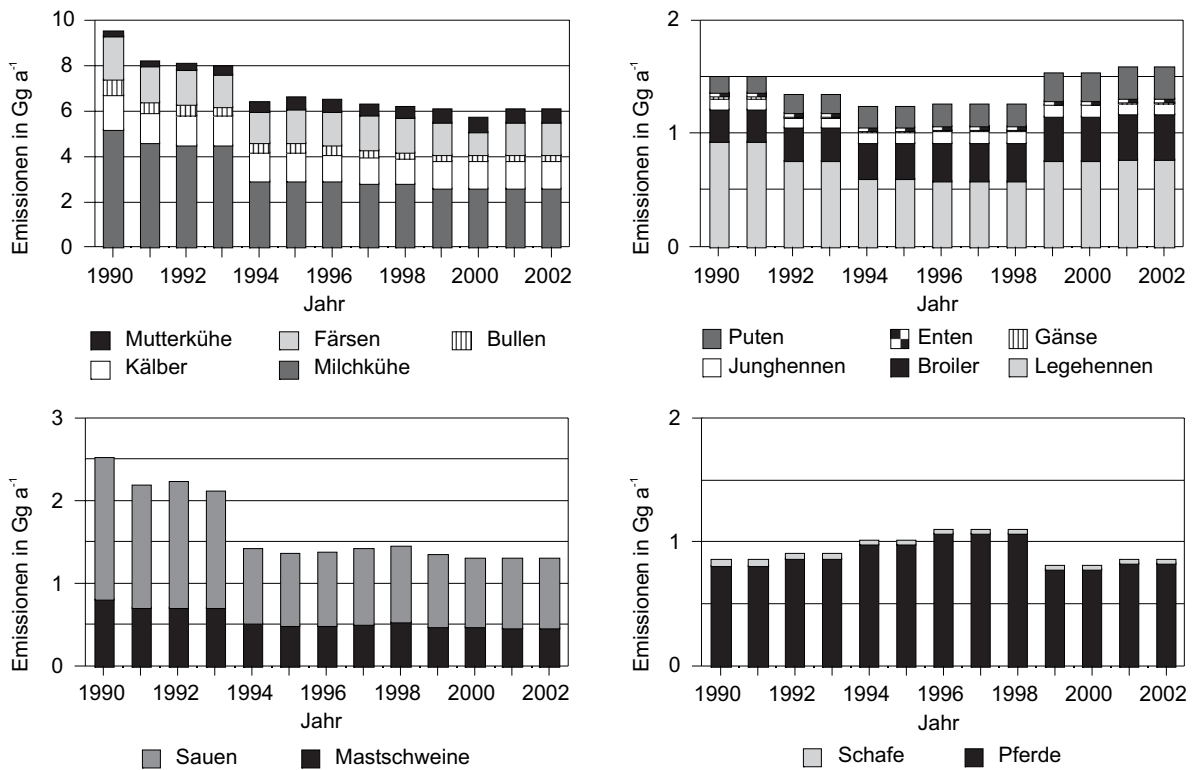 Emissionen in Gg a⁻¹
10
8
6
4
2
0
1990 1992 1994 1996 1998 2000 2002
Jahr
Mutterkühe Färsen Bullen
Kälber Milchkühe
Emissionen in Gg a⁻¹
2
1
0
1990 1992 1994 1996 1998 2000 2002
Jahr
Puten Enten Gänse
Junghennen Broiler Legehennen
Emissionen in Gg a⁻¹
3
2
1
0
1990 1992 1994 1996 1998 2000 2002
Jahr
Sauen Mastschweine
Emissionen in Gg a⁻¹
2
1
0
1990 1992 1994 1996 1998 2000 2002
Jahr
Schafe Pferde